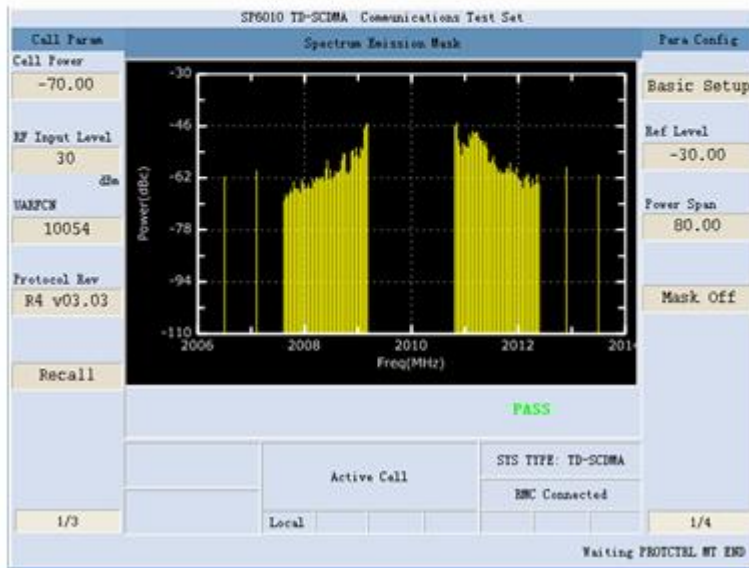 SP6010 TD-SCDMA Communications Test Set
Call Param
Spectrum Emission Mask
Para Config
Cell Power
-70.00
RF Input Level
30
dBm
UARFCN
10054
Protocol Rev
R4 v03.03
Recall
1/3
Power(dBc)
-30
-46
-62
-78
-94
-110
2006
2008
2010
2012
2014
Freq(MHz)
PASS
Active Call
Local
SYS TYPE: TD-SCDMA
RMC Connected
Basic Setup
Ref Level
-30.00
Power Span
80.00
Mask Off
1/4
Waiting PROTCTRL MT END